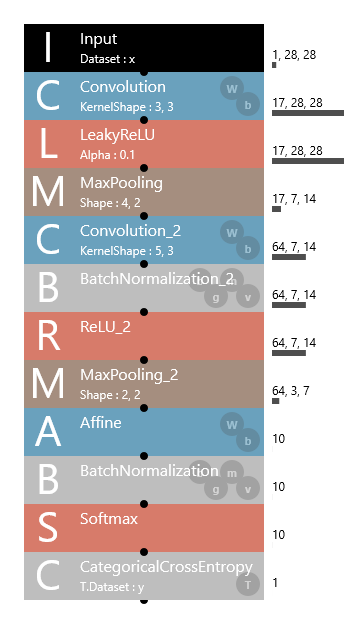 I Input 1, 28, 28
Dataset : x
C Convolution W b 17, 28, 28
KernelShape : 3, 3
L LeakyReLU 17, 28, 28
Alpha : 0.1
M MaxPooling 17, 7, 14
Shape : 4, 2
C Convolution_2 W b 64, 7, 14
KernelShape : 5, 3
B BatchNormalization_2 m g v 64, 7, 14
R ReLU_2 64, 7, 14
M MaxPooling_2 64, 3, 7
Shape : 2, 2
A Affine W b 10
B BatchNormalization m g v 10
S Softmax 10
C CategoricalCrossEntropy T 1
T.Dataset : y